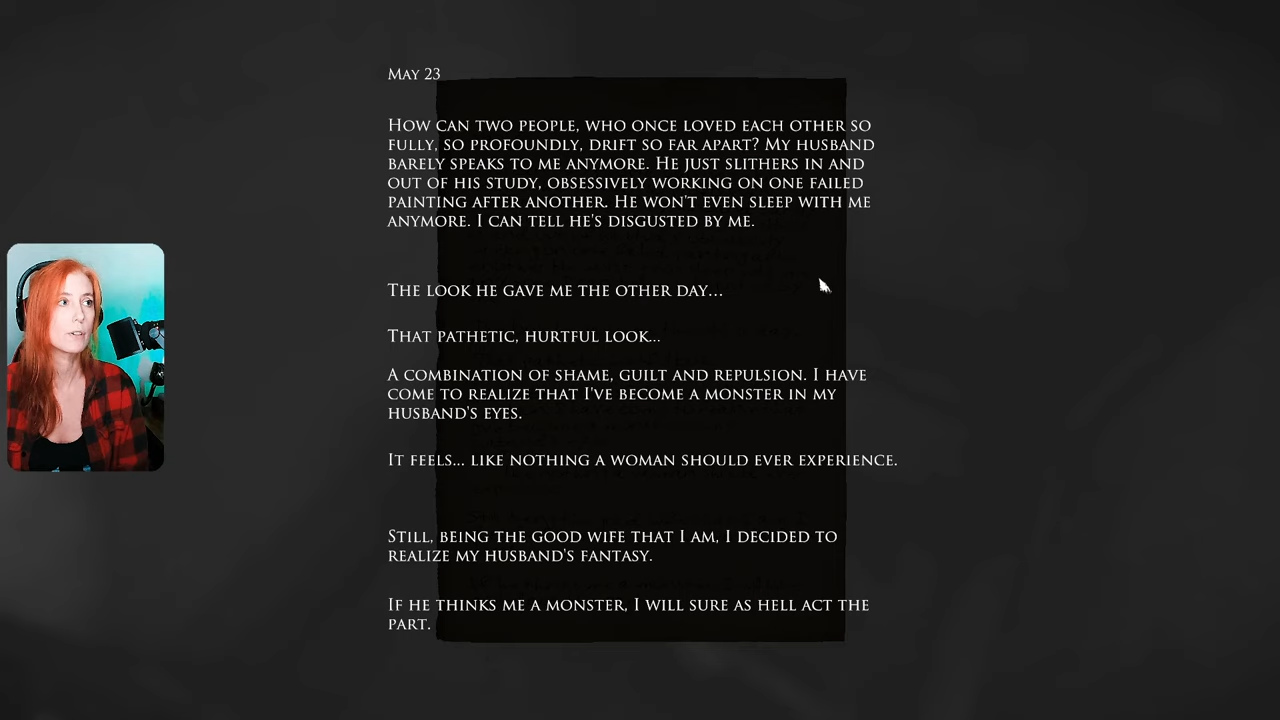 May 23
How can two people, who once loved each other so
fully, so profoundly, drift so far apart? My husband
barely speaks to me anymore. He just slithers in and
out of his study, obsessively working on one failed
painting after another. He won't even sleep with me
anymore. I can tell he's disgusted by me.
The look he gave me the other day...
That pathetic, hurtful look...
A combination of shame, guilt and repulsion. I have
come to realize that I've become a monster in my
husband's eyes.
It feels... like nothing a woman should ever experience.
Still, being the good wife that I am, I decided to
realize my husband's fantasy.
If he thinks me a monster, I will sure as hell act the
part.